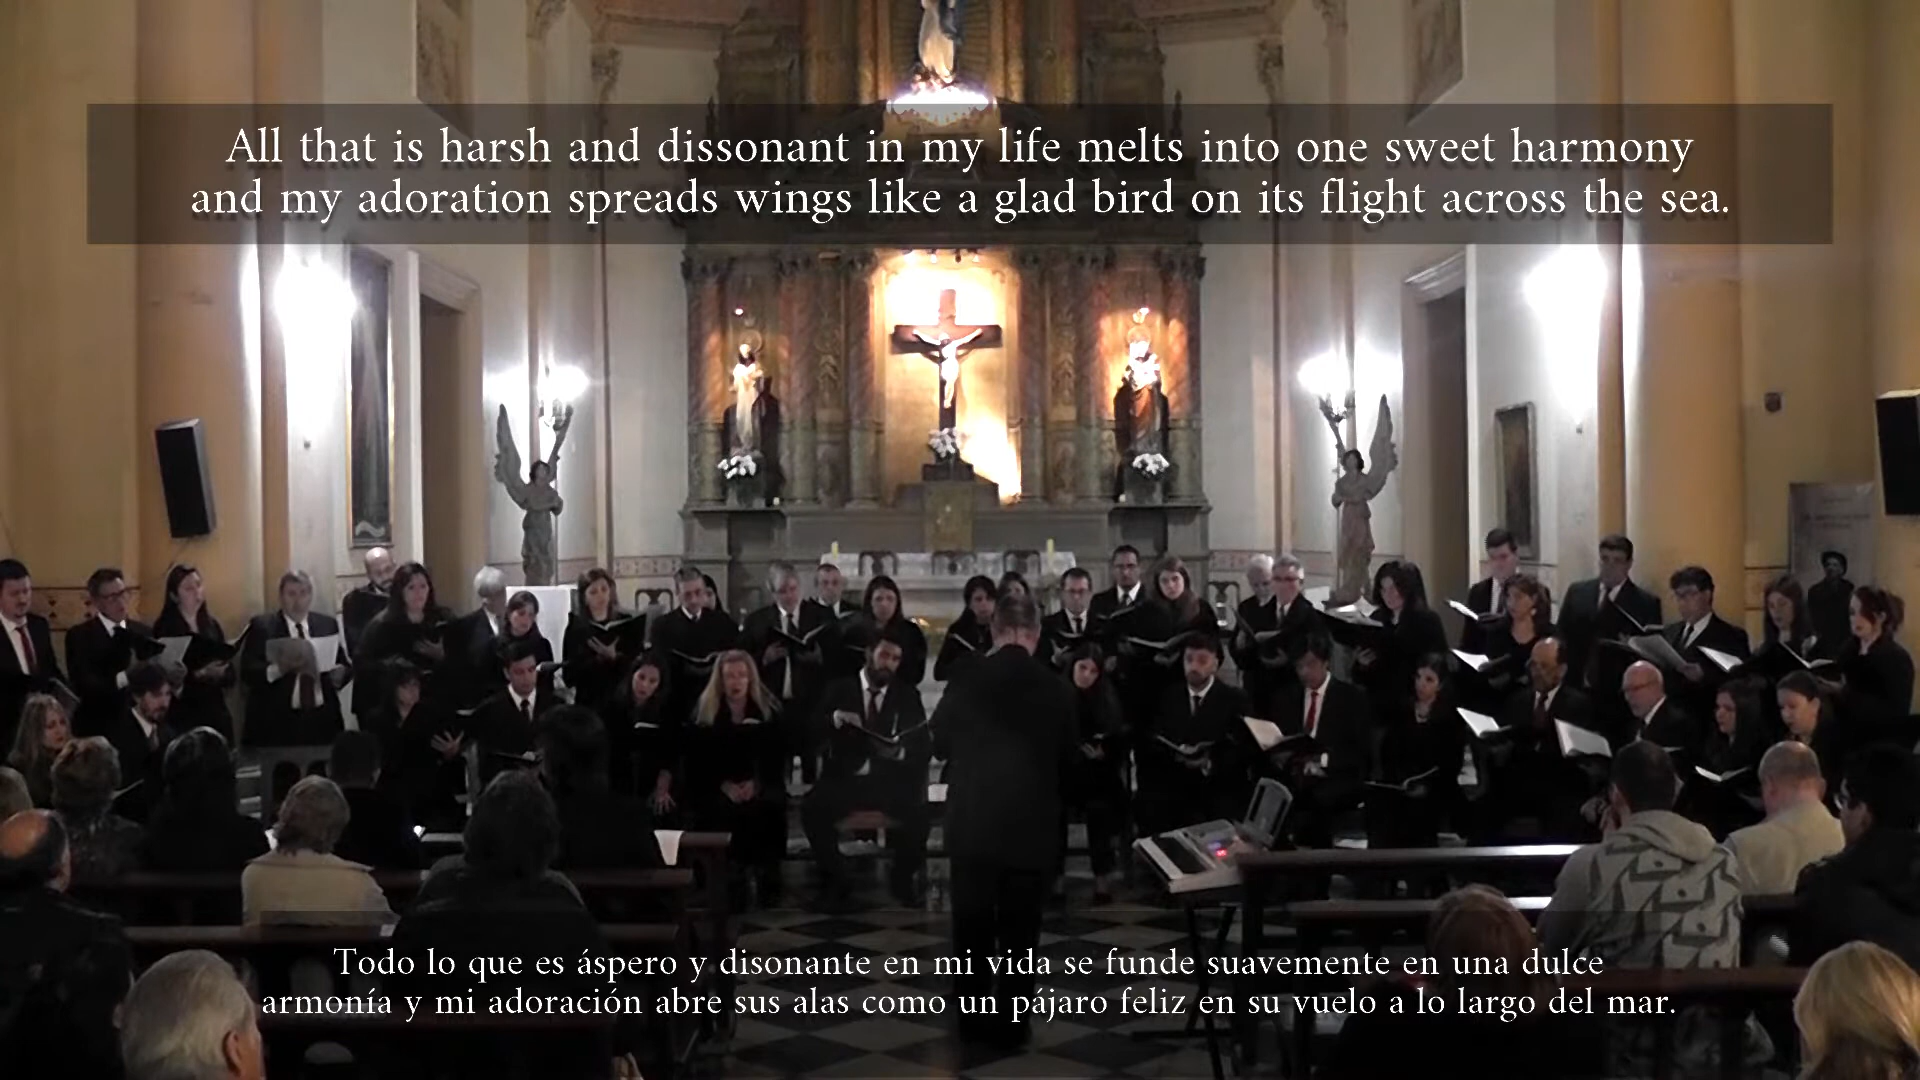 All that is harsh and dissonant in my life melts into one sweet harmony
and my adoration spreads wings like a glad bird on its flight across the sea.
Todo lo que es áspero y disonante en mi vida se funde suavemente en una dulce
armonía y mi adoración abre sus alas como un pájaro feliz en su vuelo a lo largo del mar.